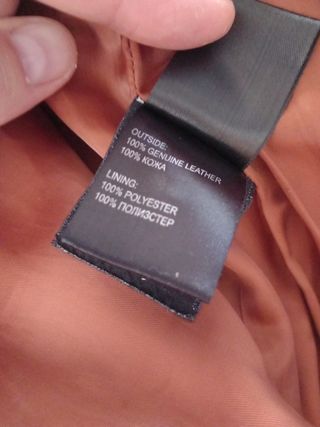 OUTSIDE:
100% GENUINE LEATHER
100% КОЖА
LINING:
100% POLYESTER
100% ПОЛИЭСТЕР